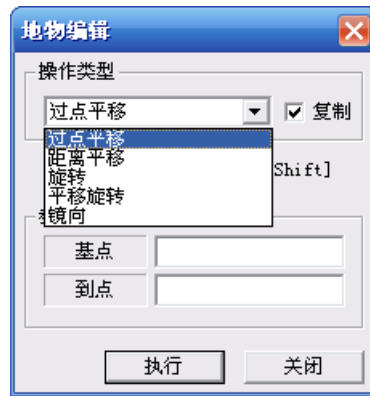 地物编辑
操作类型
过点平移
复制
过点平移
距离平移
旋转
平移旋转
镜向
Shift]
基点
到点
执行
关闭